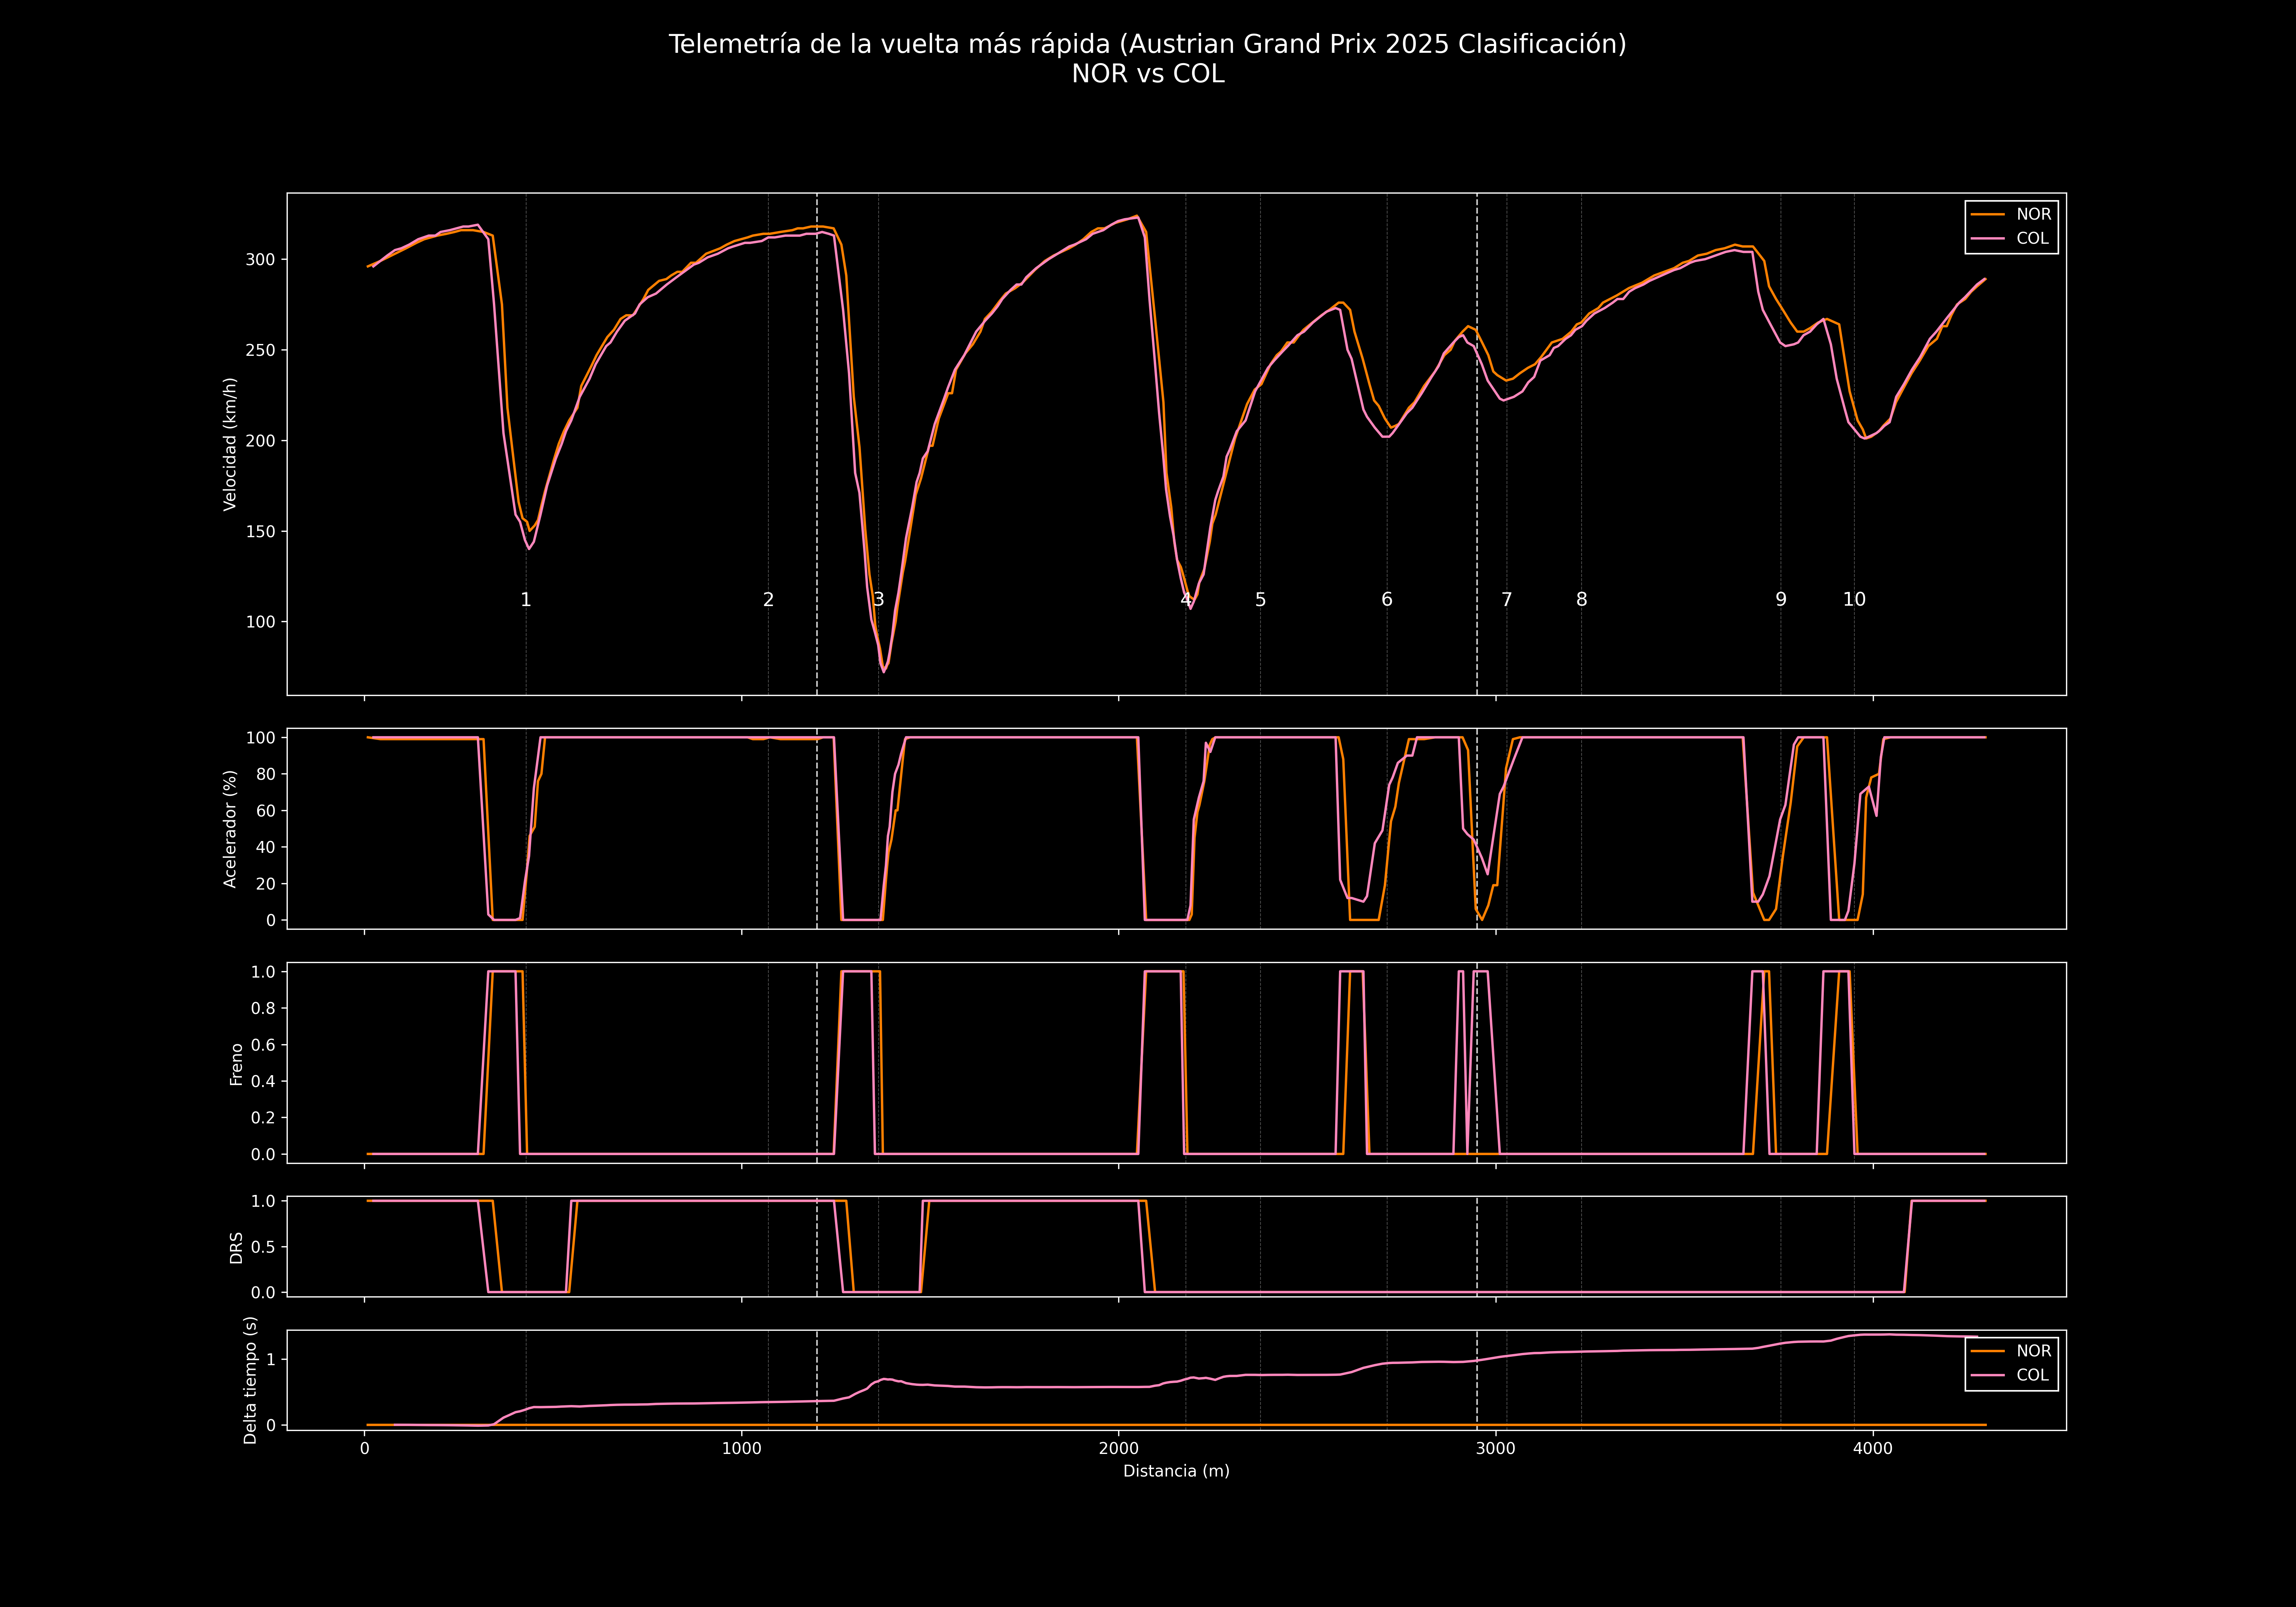 Telemetría de la vuelta más rápida (Austrian Grand Prix 2025 Clasificación)
NOR vs COL
NOR
COL
Velocidad (km/h)
300
250
200
150
100
1 2 3 4 5 6 7 8 9 10
Acelerador (%)
100
80
60
40
20
0
Freno
1.0
0.8
0.6
0.4
0.2
0.0
DRS
1.0
0.5
0.0
Delta tiempo (s)
1
0
NOR
COL
0 1000 2000 3000 4000
Distancia (m)